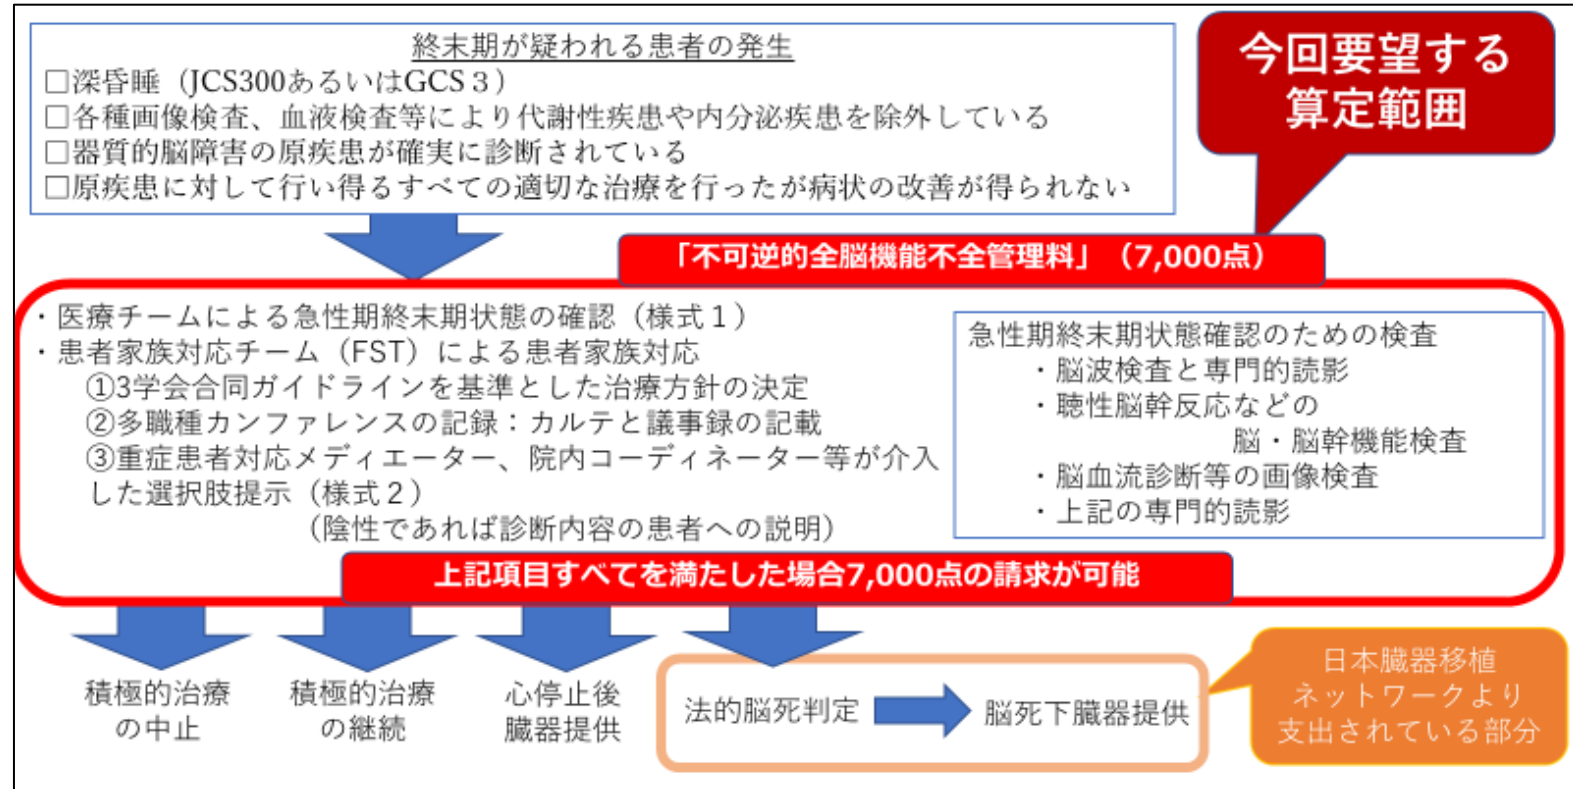 終末期が疑われる患者の発生
□深昏睡（JCS300あるいはGCS３）
□各種画像検査、血液検査等により代謝性疾患や内分泌疾患を除外している
□器質的脳障害の原疾患が確実に診断されている
□原疾患に対して行い得るすべての適切な治療を行ったが病状の改善が得られない
今回要望する
算定範囲
「不可逆的全脳機能不全管理料」（7,000点）
・医療チームによる急性期終末期状態の確認（様式１）
・患者家族対応チーム（FST）による患者家族対応
①3学会合同ガイドラインを基準とした治療方針の決定
②多職種カンファレンスの記録：カルテと議事録の記載
③重症患者対応メディエーター、院内コーディネーター等が介入
した選択肢提示（様式２）
（陰性であれば診断内容の患者への説明）
急性期終末期状態確認のための検査
・脳波検査と専門的読影
・聴性脳幹反応などの
脳・脳幹機能検査
・脳血流診断等の画像検査
・上記の専門的読影
上記項目すべてを満たした場合7,000点の請求が可能
積極的治療
の中止
積極的治療
の継続
心停止後
臓器提供
法的脳死判定
脳死下臓器提供
日本臓器移植
ネットワークより
支出されている部分